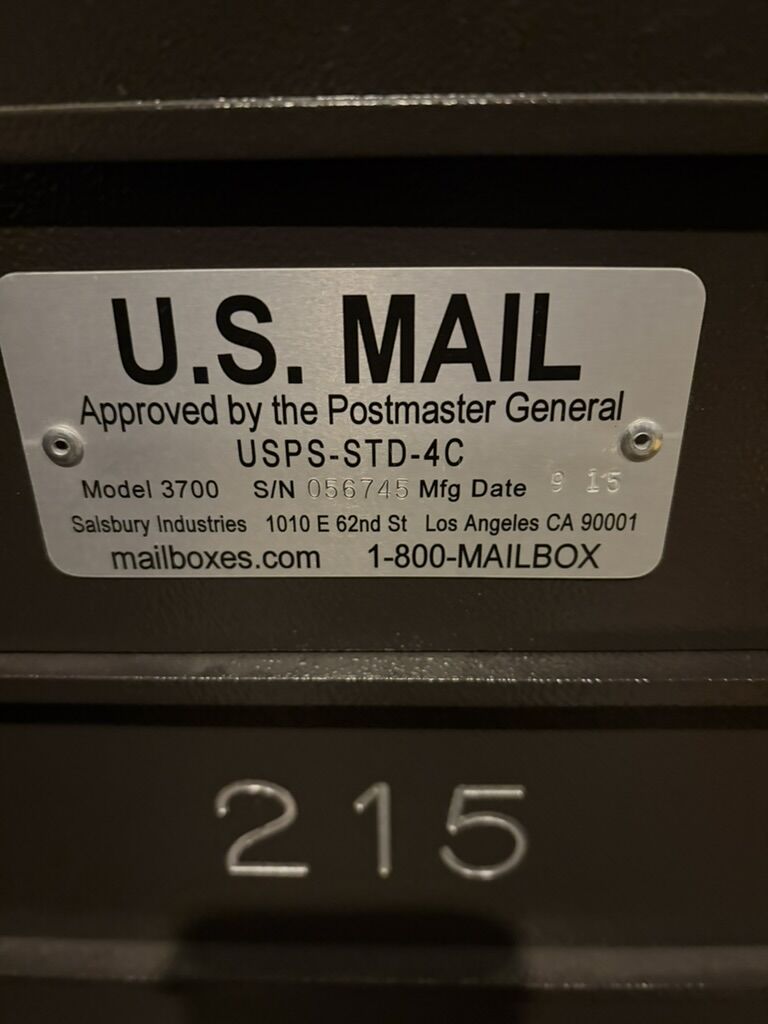 U.S. MAIL
Approved by the Postmaster General
USPS-STD-4C
Model 3700 S/N 056745 Mfg Date 9 15
Salsbury Industries 1010 E 62nd St Los Angeles CA 90001
mailboxes.com 1-800-MAILBOX
215